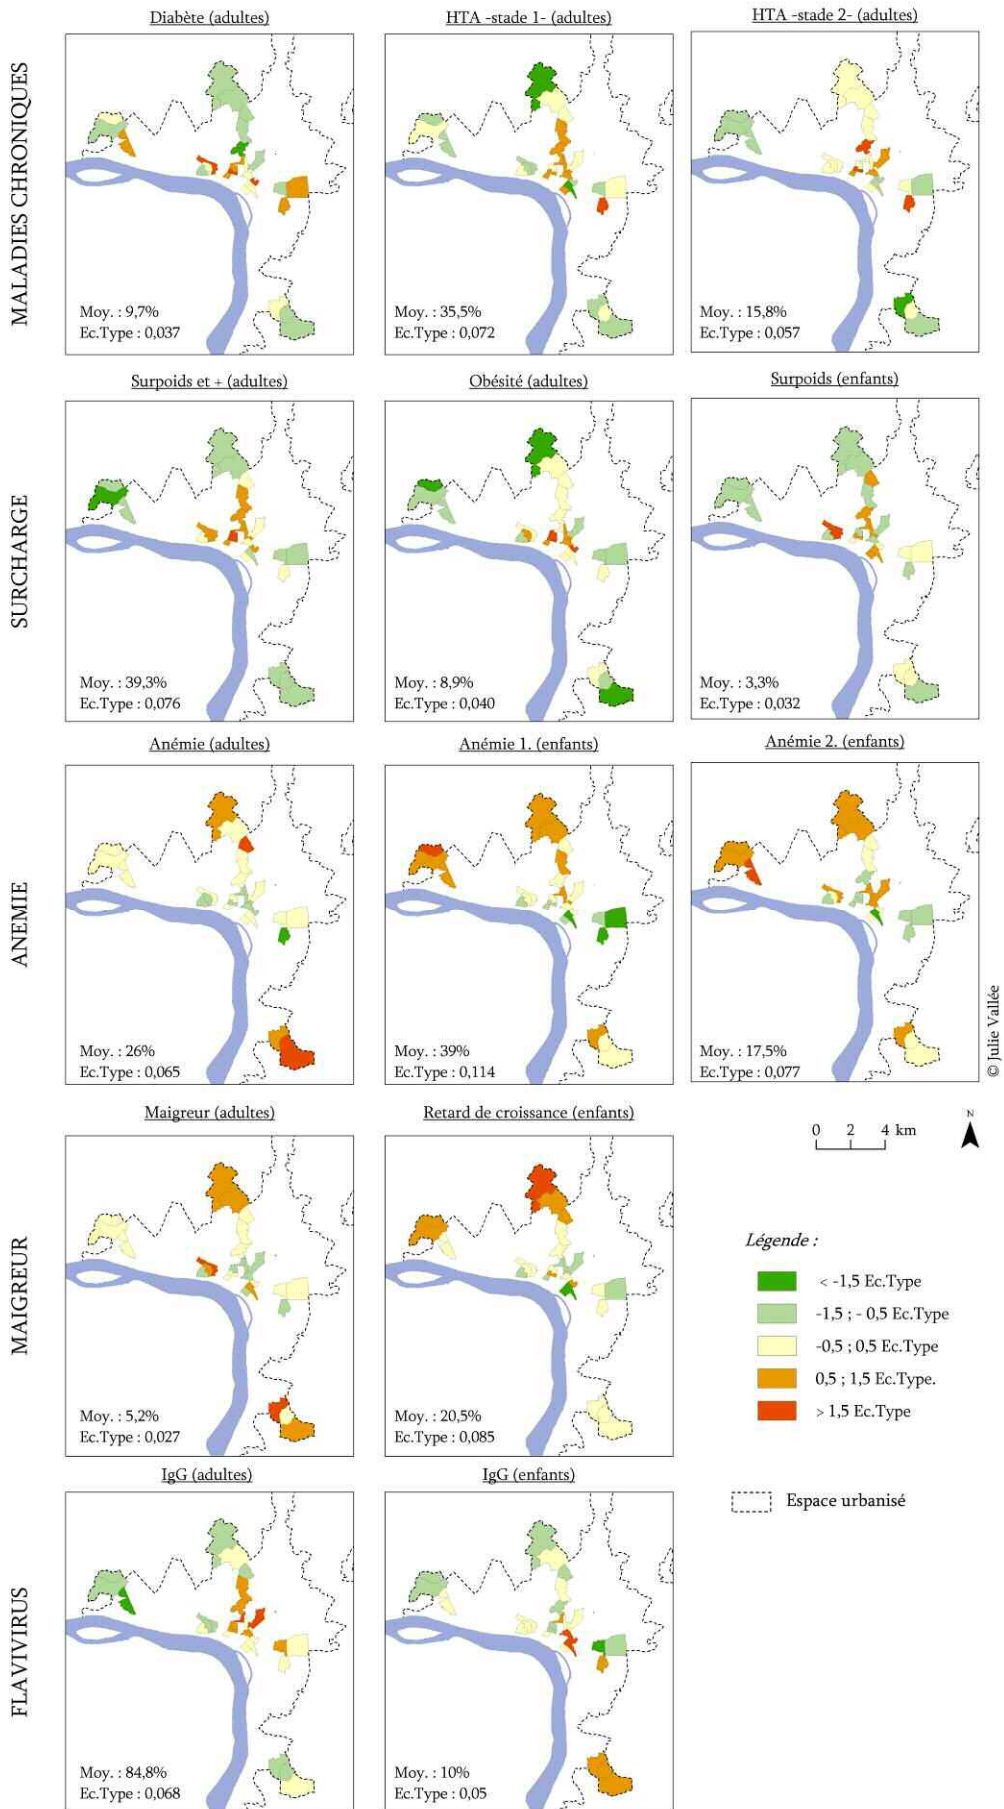 MALADIES CHRONIQUES
Diabète (adultes)
Moy. : 9,7%
Ec.Type : 0,037
HTA -stade 1- (adultes)
Moy. : 35,5%
Ec.Type : 0,072
HTA -stade 2- (adultes)
Moy. : 15,8%
Ec.Type : 0,057
SURCHARGE
Surpoids et + (adultes)
Moy. : 39,3%
Ec.Type : 0,076
Obésité (adultes)
Moy. : 8,9%
Ec.Type : 0,040
Surpoids (enfants)
Moy. : 3,3%
Ec.Type : 0,032
ANEMIE
Anémie (adultes)
Moy. : 26%
Ec.Type : 0,065
Anémie 1. (enfants)
Moy. : 39%
Ec.Type : 0,114
Anémie 2. (enfants)
Moy. : 17,5%
Ec.Type : 0,077
© Julie Vallée
MAIGREUR
Maigreur (adultes)
Moy. : 5,2%
Ec.Type : 0,027
Retard de croissance (enfants)
Moy. : 20,5%
Ec.Type : 0,085
0 2 4 km
N
Légende :
< -1,5 Ec.Type
-1,5 ; - 0,5 Ec.Type
-0,5 ; 0,5 Ec.Type
0,5 ; 1,5 Ec.Type.
> 1,5 Ec.Type
Espace urbanisé
FLAVIVIRUS
IgG (adultes)
Moy. : 84,8%
Ec.Type : 0,068
IgG (enfants)
Moy. : 10%
Ec.Type : 0,05